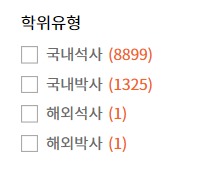 학위유형
국내석사 (8899)
국내박사 (1325)
해외석사 (1)
해외박사 (1)